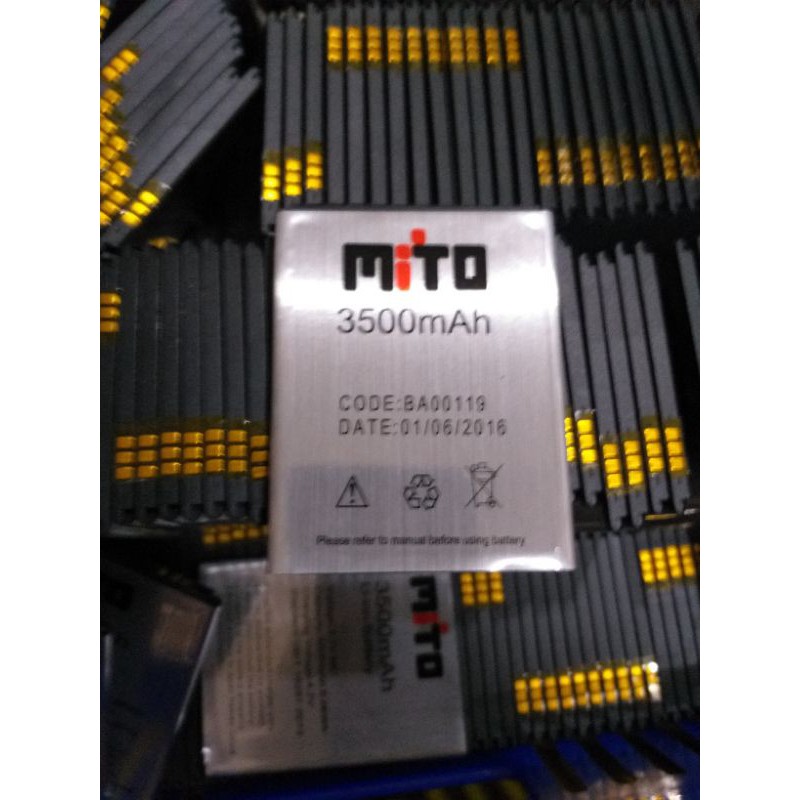 MiTO
3500mAh
CODE:BA00119
DATE:01/06/2016
Please refer to manual before using battery
MiTO
3500mAh